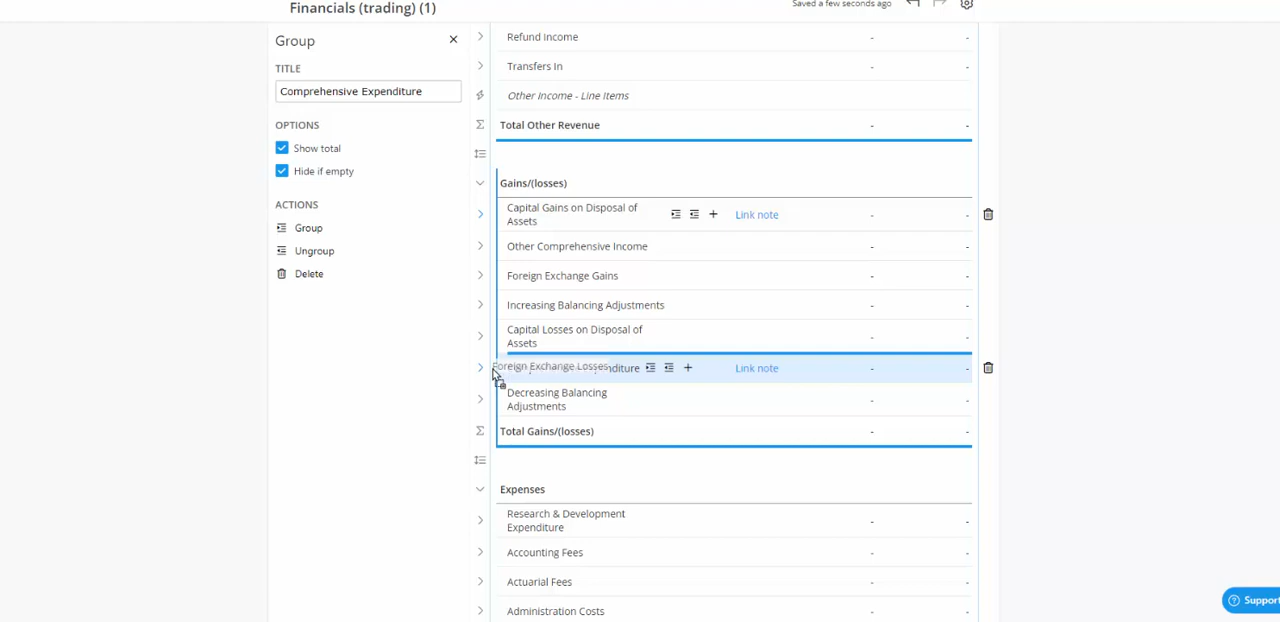 Financials (trading) (1)
Saved a few seconds ago
Group
TITLE
Comprehensive Expenditure
OPTIONS
Show total
Hide if empty
ACTIONS
Group
Ungroup
Delete
Refund Income - -
Transfers In - -
Other Income - Line Items
Total Other Revenue - -
Gains/(losses)
Capital Gains on Disposal of
Assets
Link note - -
Other Comprehensive Income - -
Foreign Exchange Gains - -
Increasing Balancing Adjustments - -
Capital Losses on Disposal of
Assets
- -
Foreign Exchange Losses
Link note - -
Decreasing Balancing
Adjustments
- -
Total Gains/(losses) - -
Expenses
Research & Development
Expenditure
- -
Accounting Fees - -
Actuarial Fees - -
Administration Costs - -
Support